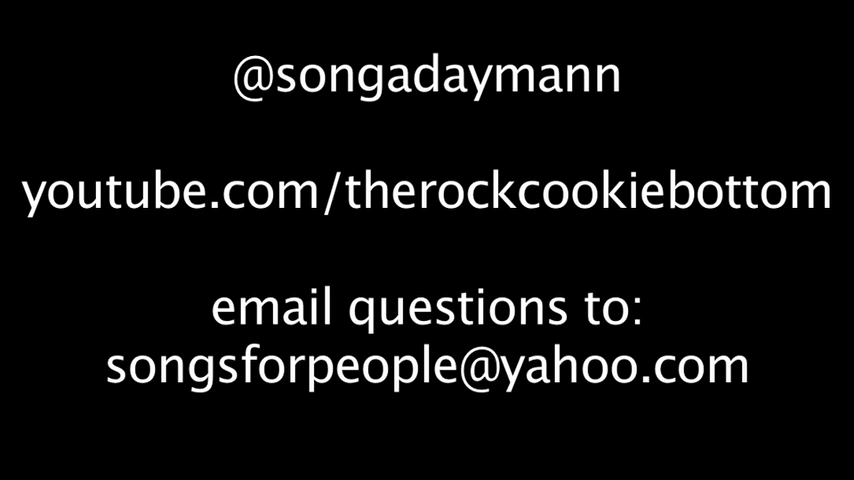 @songadaymann
youtube.com/therockcookiebottom
email questions to:
songsforpeople@yahoo.com